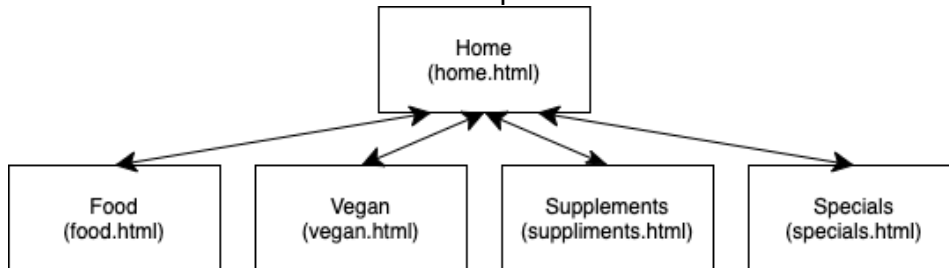 Home
(home.html)
Food
(food.html)
Vegan
(vegan.html)
Supplements
(suppliments.html)
Specials
(specials.html)